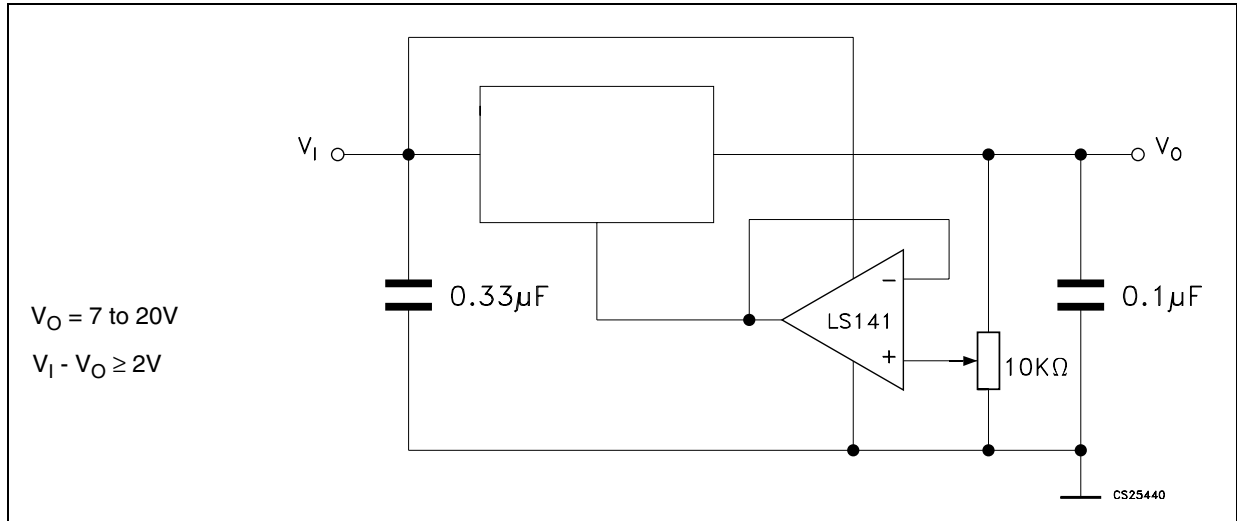 V_I
V_O
0.33µF
−
LS141
+
10KΩ
0.1µF
V_O = 7 to 20V
V_I - V_O ≥ 2V
CS25440